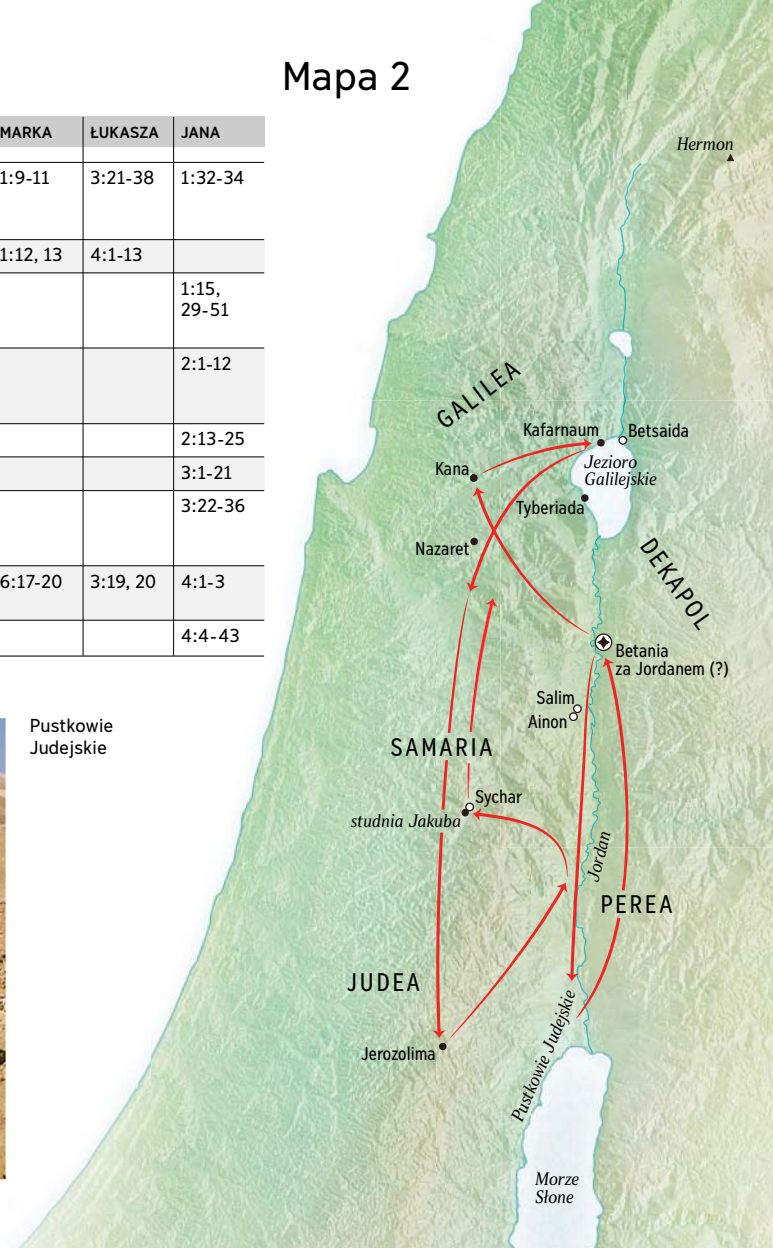 Mapa 2
MARKA ŁUKASZA JANA
1:9-11 3:21-38 1:32-34
1:12, 13 4:1-13
1:15,
29-51
2:1-12
2:13-25
3:1-21
3:22-36
6:17-20 3:19, 20 4:1-3
4:4-43
Pustkowie
Judejskie
Hermon
GALILEA
Kafarnaum
Betsaida
Jezioro
Galilejskie
Kana
Tyberiada
Nazaret
DEKAPOL
Betania
za Jordanem (?)
Salim
Ainon
SAMARIA
Sychar
studnia Jakuba
Jordan
PEREA
JUDEA
Pustkowie Judejskie
Jerozolima
Morze
Słone